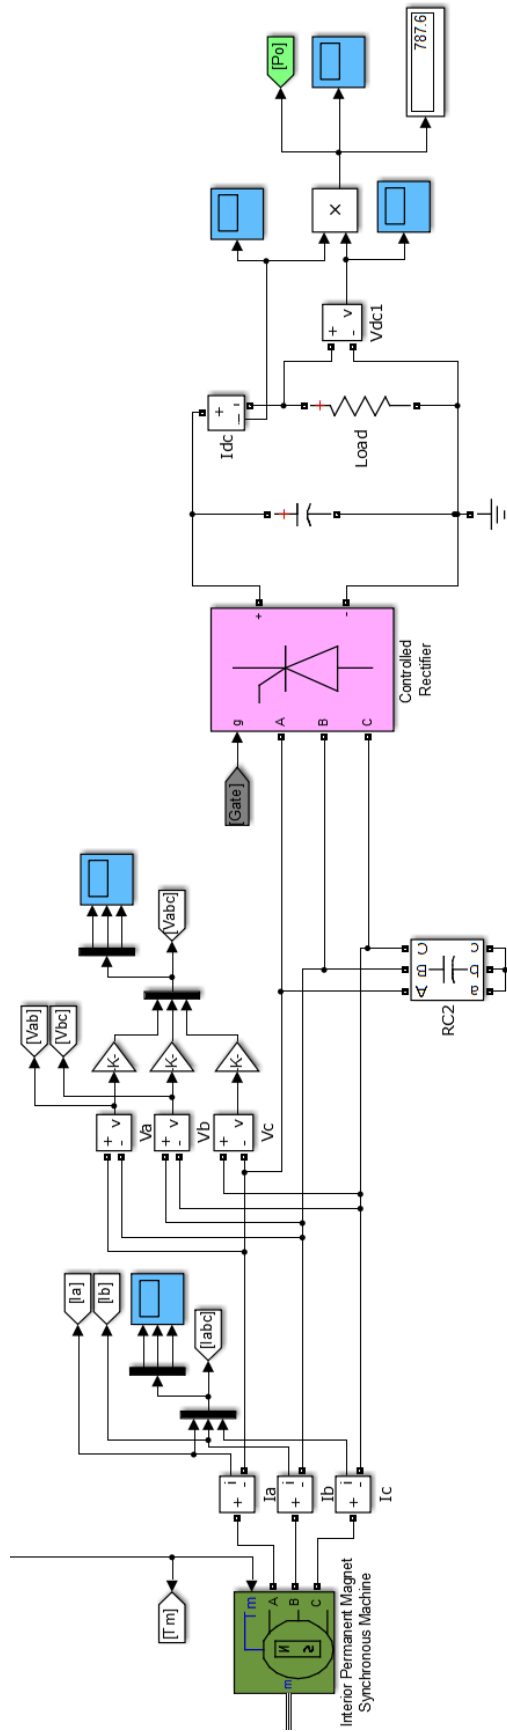 [Tm]
Tm
m
N
S
A
B
C
Interior Permanent Magnet
Synchronous Machine
+ i
-
Ia
+ i
-
Ib
+ i
-
Ic
[Ia]
[Ib]
[Iabc]
+ v
-
Va
+ v
-
Vb
+ v
-
Vc
[Vab]
[Vbc]
-K-
-K-
-K-
[Vabc]
A B C
a b c
RC2
[Gate]
g
A
B
C
+
-
Controlled
Rectifier
+
+ i
-
Idc
+
Load
+ v
-
Vdc1
×
[Po]
787.6